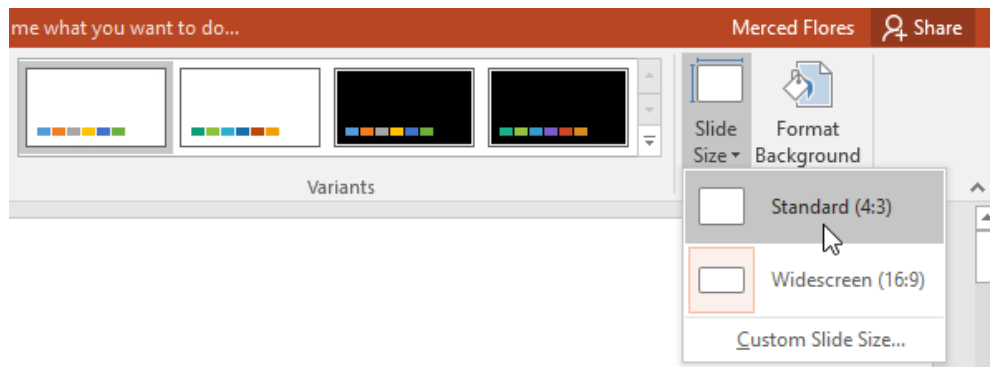 me what you want to do...
Merced Flores
Share
Slide
Size
Format
Background
Variants
Standard (4:3)
Widescreen (16:9)
Custom Slide Size...